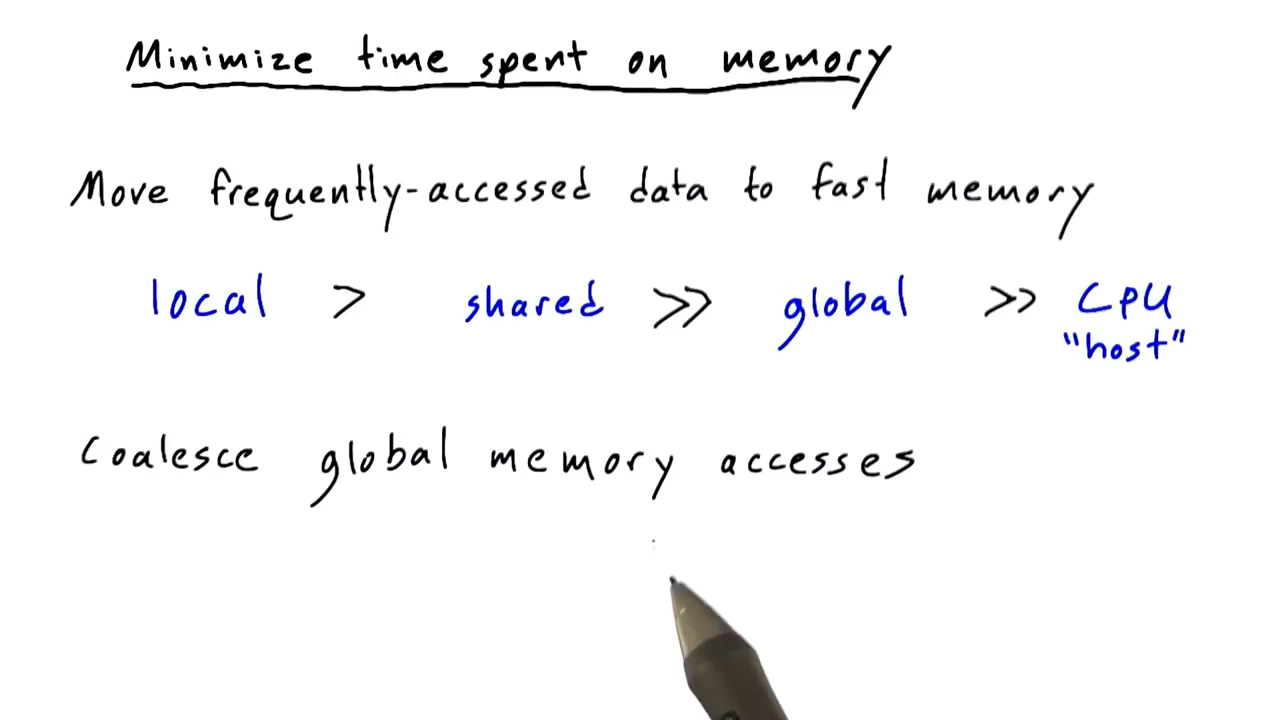 Minimize time spent on memory
Move frequently-accessed data to fast memory
local > shared >> global >> CPU
"host"
Coalesce global memory accesses